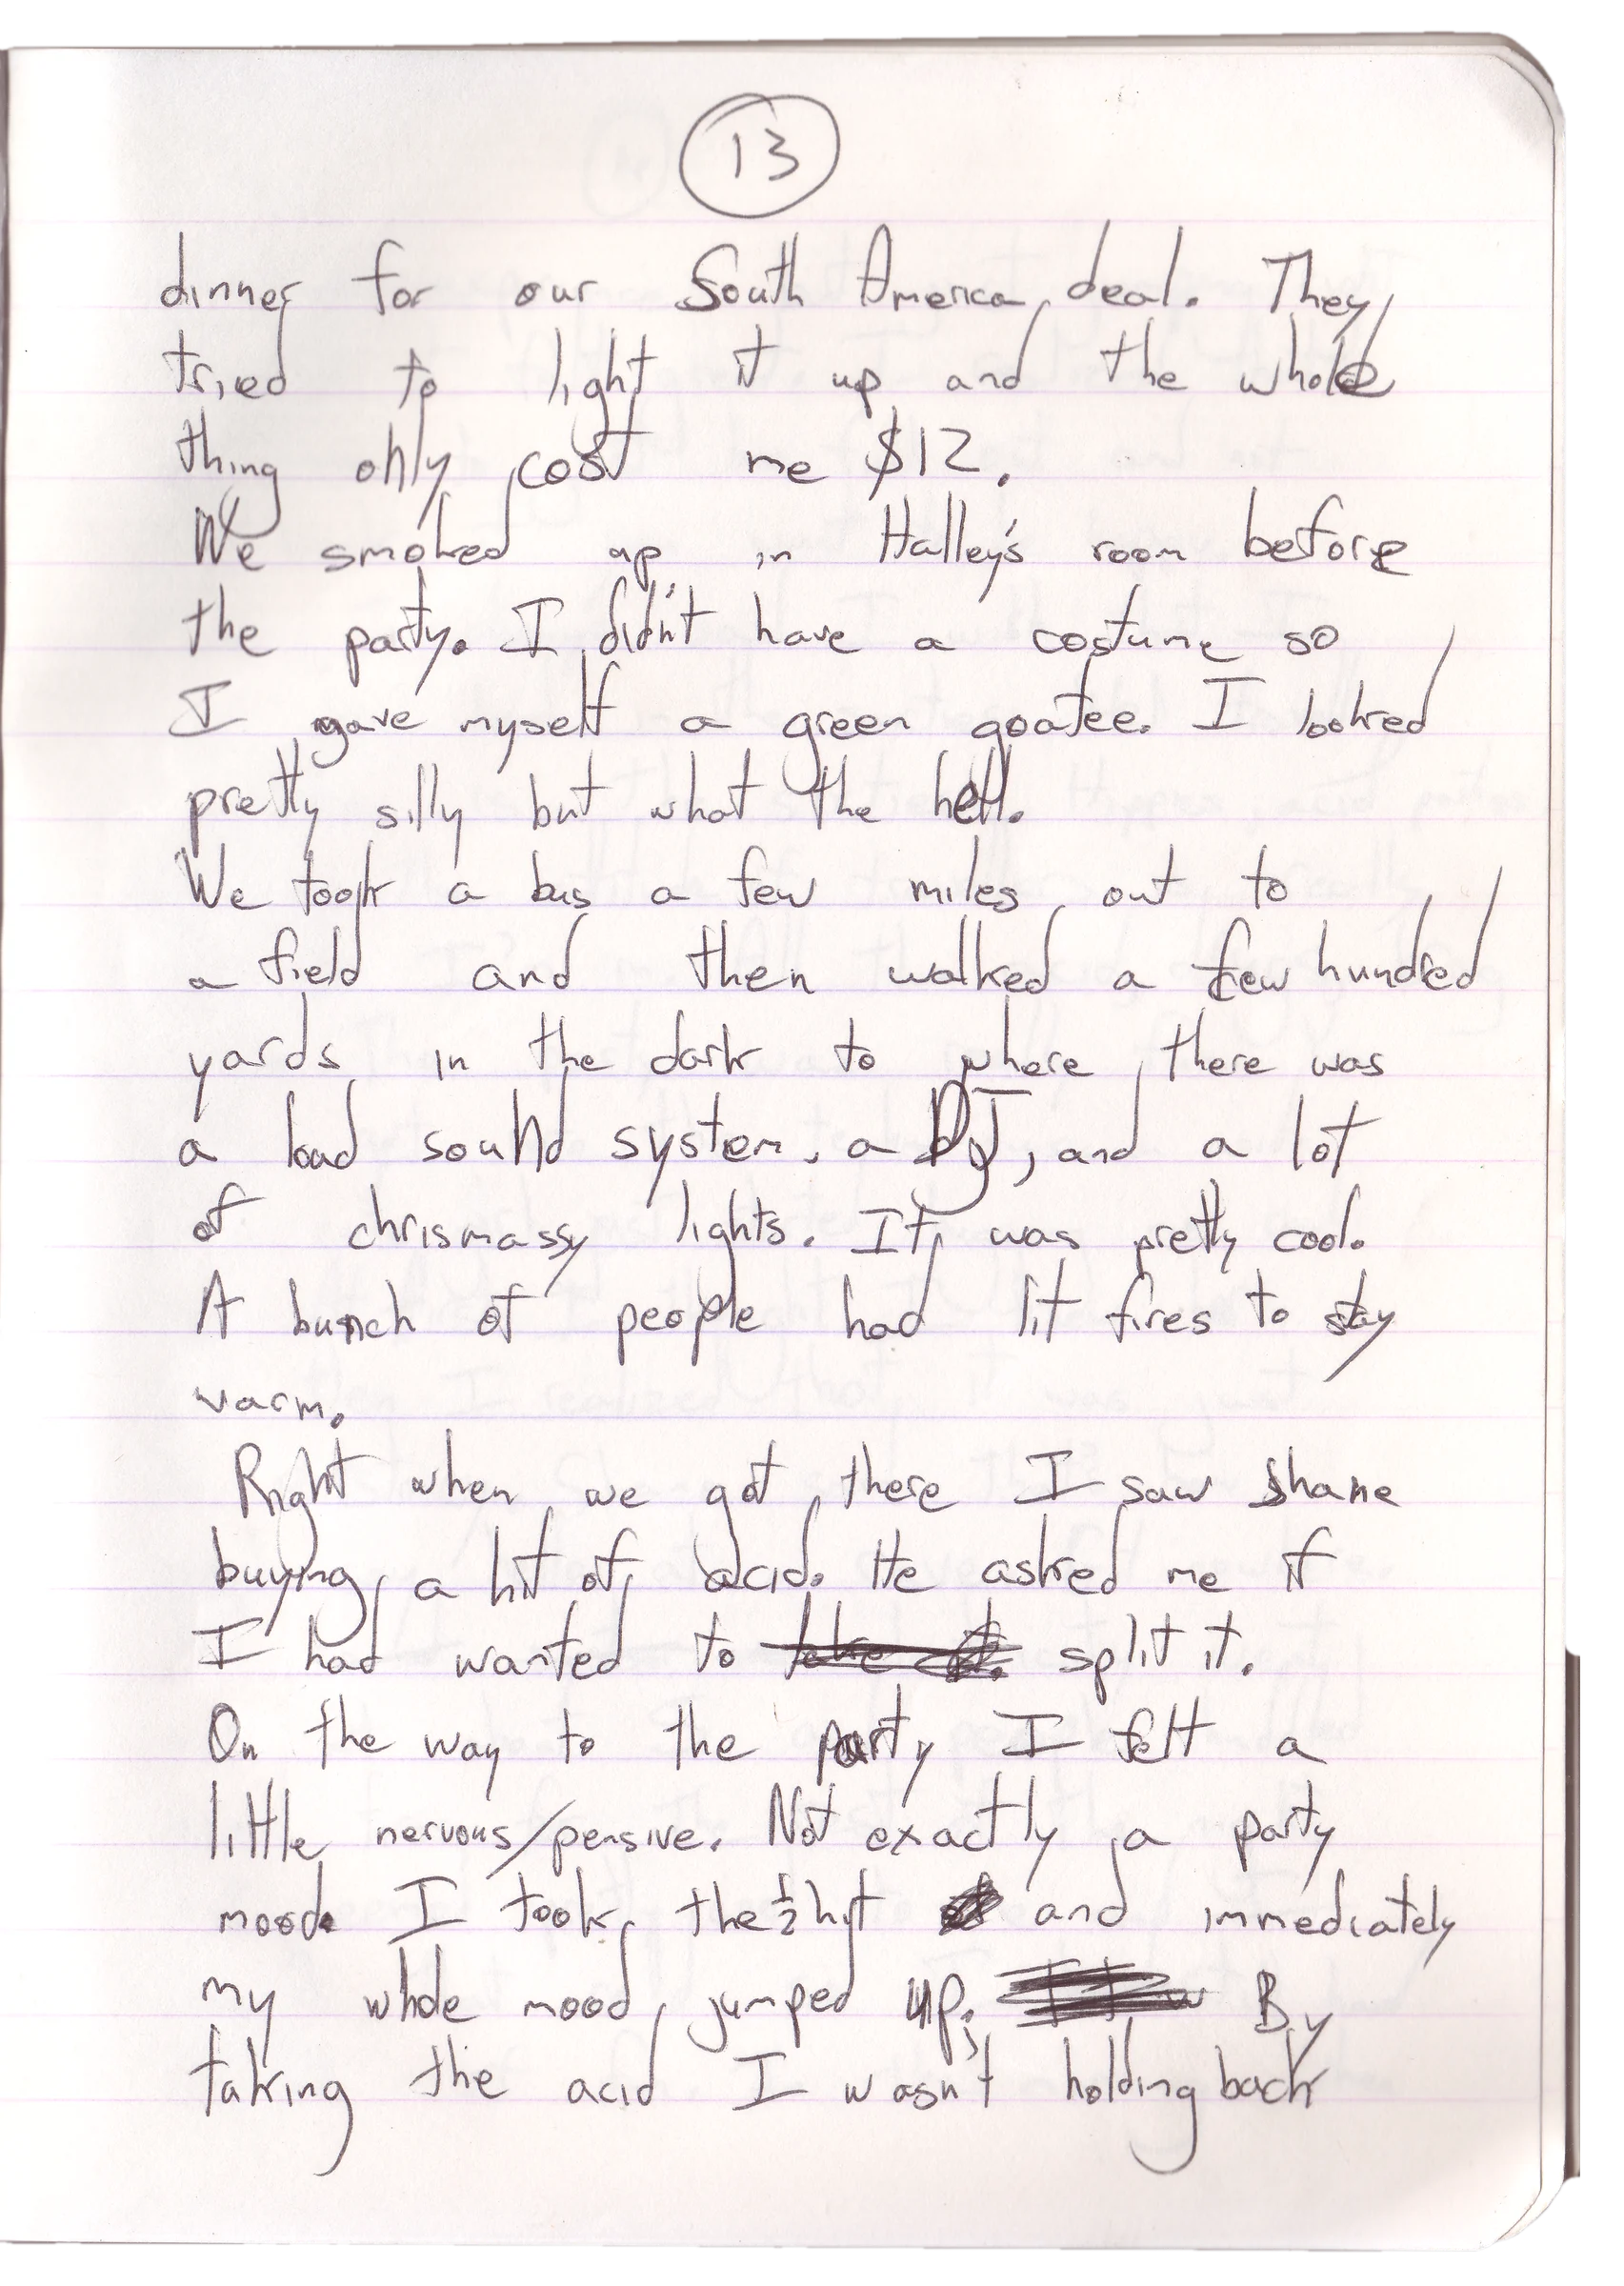 13
dinner for our South America deal. They
tried to light it up and the whole
thing only cost me $12.
We smoked up in Halley's room before
the party. I didn't have a costume so
I gave myself a green goatee. I looked
pretty silly but what the hell.
We took a bus a few miles out to
a field and then walked a few hundred
yards in the dark to where there was
a loud sound system, a DJ, and a lot
of chrismassy lights. It was pretty cool.
A bunch of people had lit fires to stay
warm.
Right when we got there I saw Shane
buying a hit of acid. He asked me if
I had wanted to take it. split it.
On the way to the party I felt a
little nervous/pensive. Not exactly a party
mood. I took the ½ hit and immediately
my whole mood jumped up. By
taking the acid I wasn't holding back